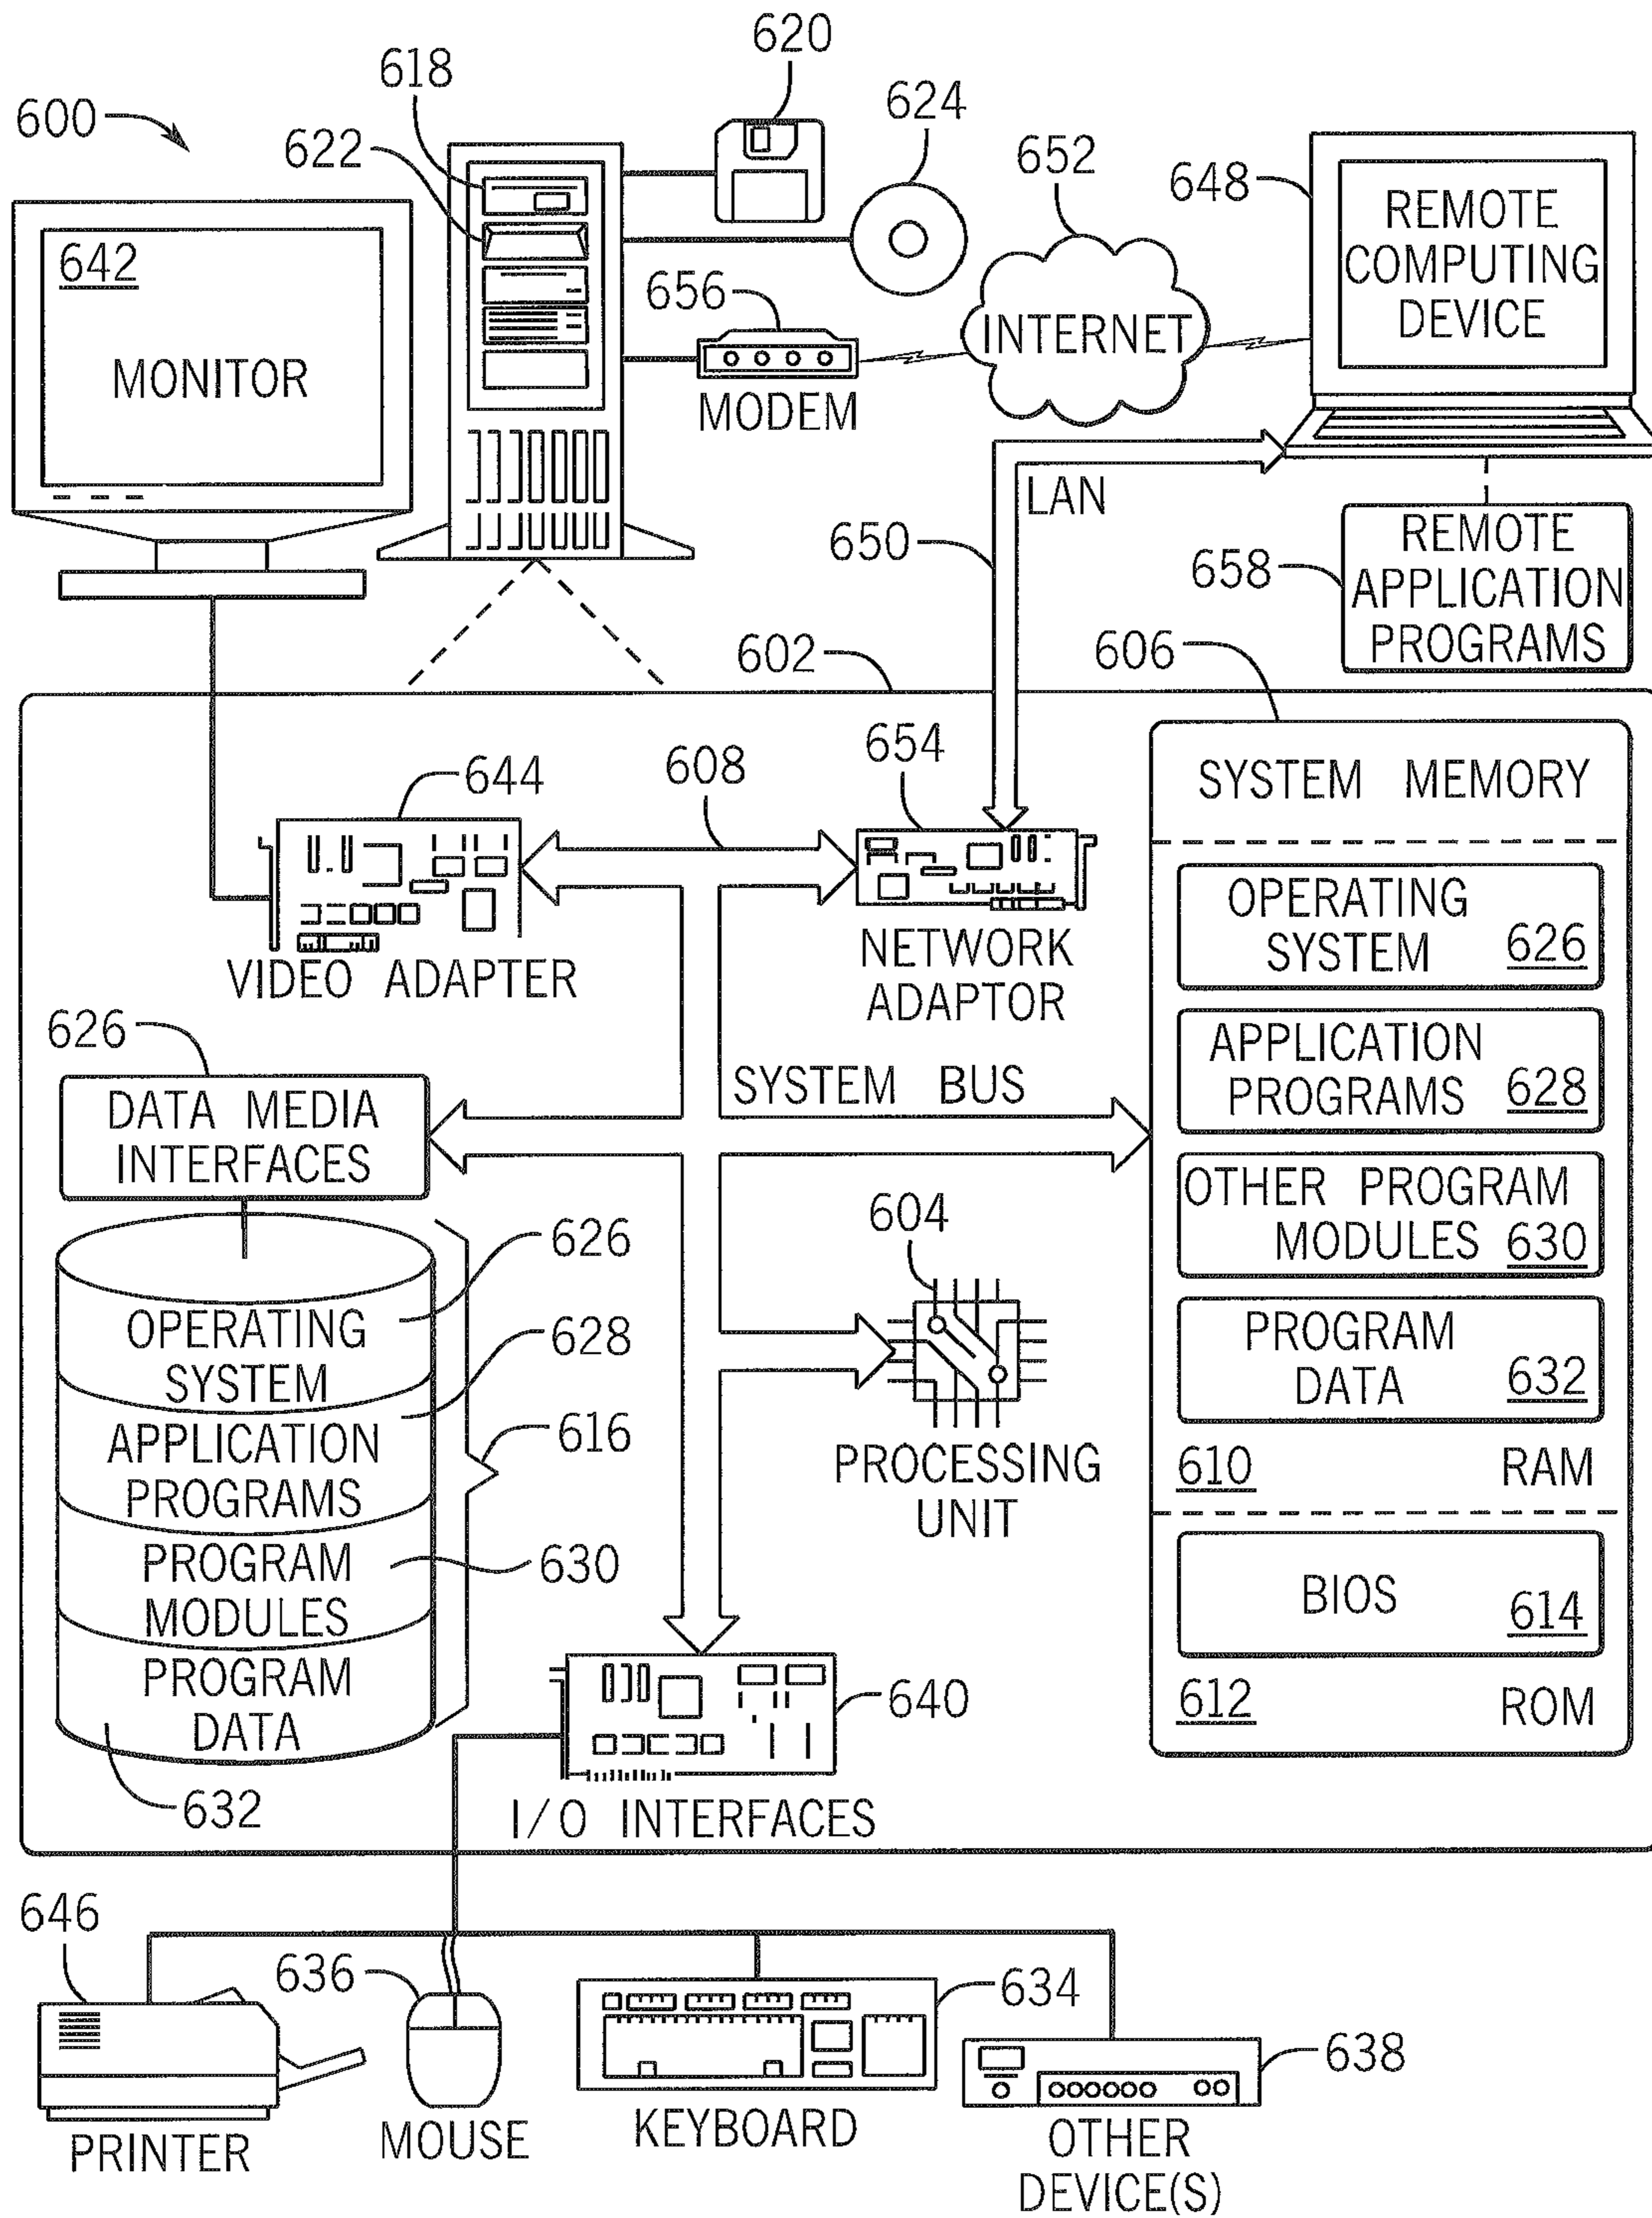 620
618
624
600
622
652
648
REMOTE
COMPUTING
DEVICE
642
MONITOR
656
INTERNET
MODEM
LAN
650
REMOTE
APPLICATION
PROGRAMS
658
602
606
654
608
644
SYSTEM MEMORY
VIDEO ADAPTER
NETWORK
ADAPTOR
OPERATING
SYSTEM 626
626
DATA MEDIA
INTERFACES
SYSTEM BUS
APPLICATION
PROGRAMS 628
OTHER PROGRAM
MODULES 630
604
626
OPERATING
SYSTEM
628
PROGRAM
DATA 632
616
APPLICATION
PROGRAMS
PROCESSING
UNIT
610 RAM
630
PROGRAM
MODULES
BIOS 614
PROGRAM
DATA
640
612 ROM
632
I/O INTERFACES
646
636
634
638
PRINTER
MOUSE
KEYBOARD
OTHER
DEVICE(S)